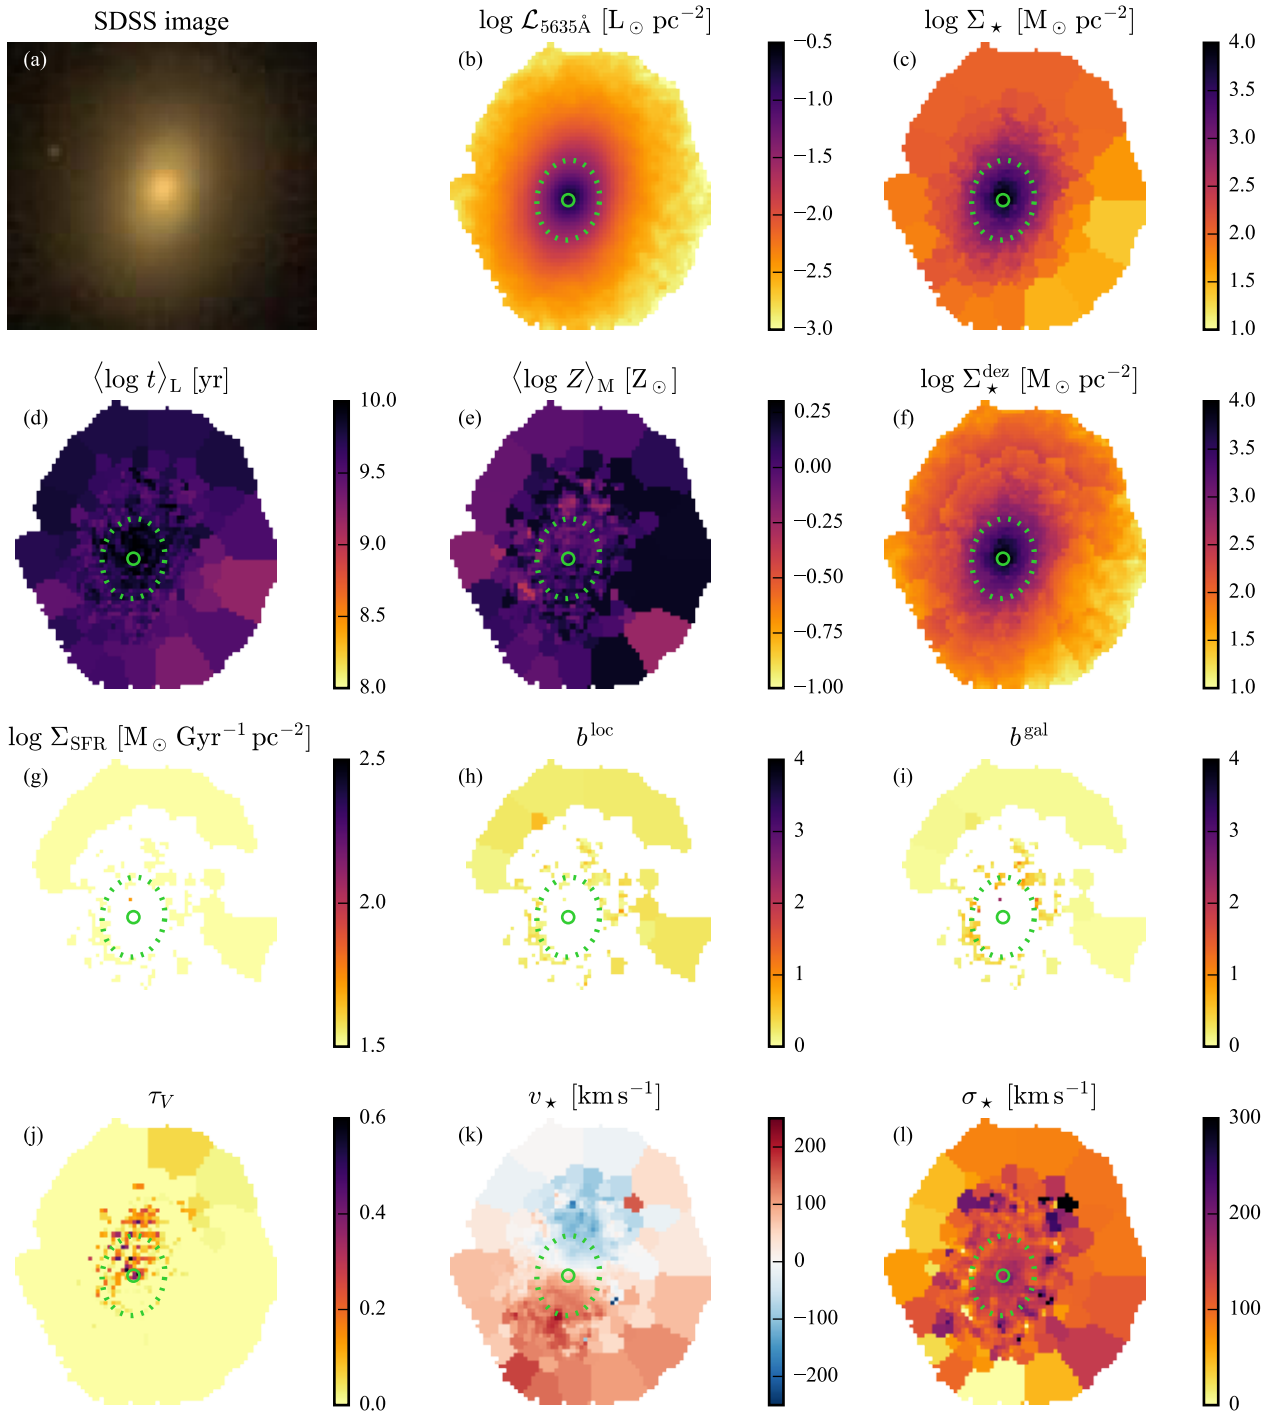 SDSS image
log ℒ₅₆₃₅Å [L⊙ pc⁻²]
log Σ⋆ [M⊙ pc⁻²]
(a)
(b)
−0.5
−1.0
−1.5
−2.0
−2.5
−3.0
(c)
4.0
3.5
3.0
2.5
2.0
1.5
1.0
⟨log t⟩L [yr]
⟨log Z⟩M [Z⊙]
log Σ⋆ᵈᵉᶻ [M⊙ pc⁻²]
(d)
10.0
9.5
9.0
8.5
8.0
(e)
0.25
0.00
−0.25
−0.50
−0.75
−1.00
(f)
4.0
3.5
3.0
2.5
2.0
1.5
1.0
log Σ_SFR [M⊙ Gyr⁻¹ pc⁻²]
b^loc
b^gal
(g)
2.5
2.0
1.5
(h)
4
3
2
1
0
(i)
4
3
2
1
0
τ_V
v⋆ [km s⁻¹]
σ⋆ [km s⁻¹]
(j)
0.6
0.4
0.2
0.0
(k)
200
100
0
−100
−200
(l)
300
200
100
0